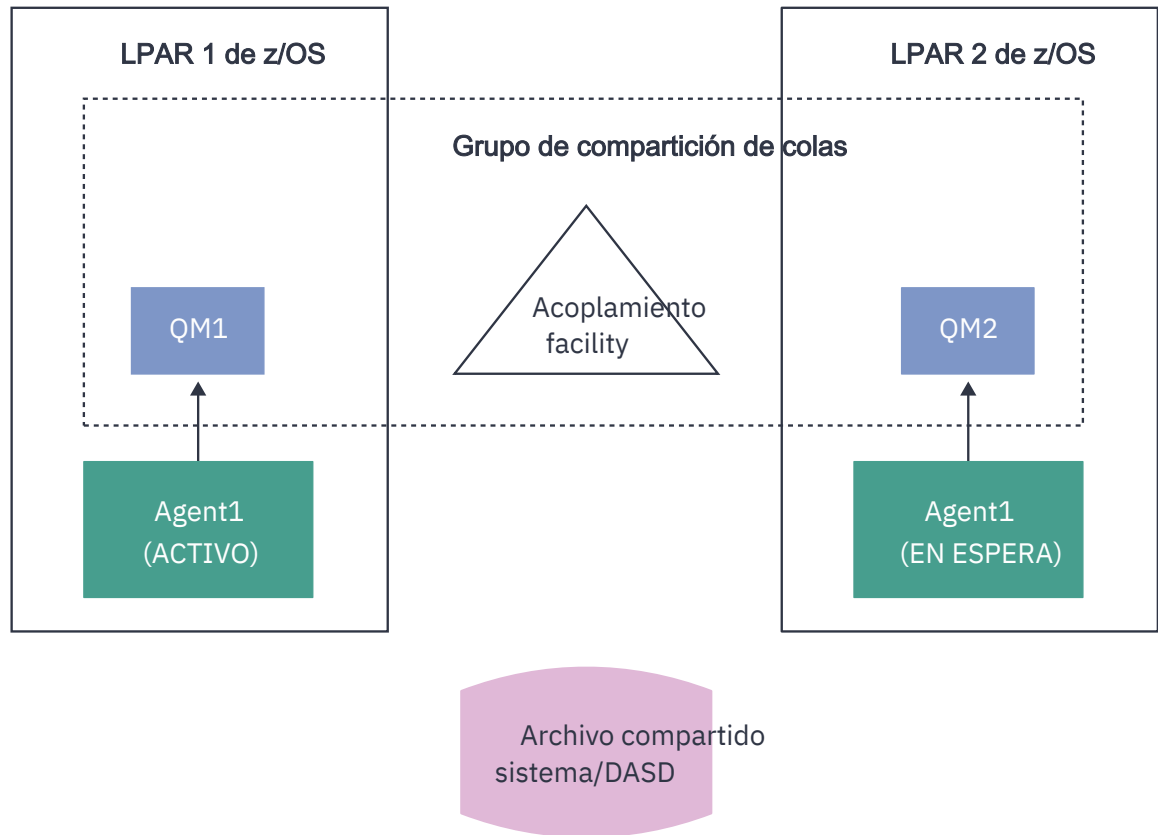 LPAR 1 de z/OS
LPAR 2 de z/OS
Grupo de compartición de colas
Acoplamiento
facility
QM1
QM2
Agent1
(ACTIVO)
Agent1
(EN ESPERA)
Archivo compartido
sistema/DASD